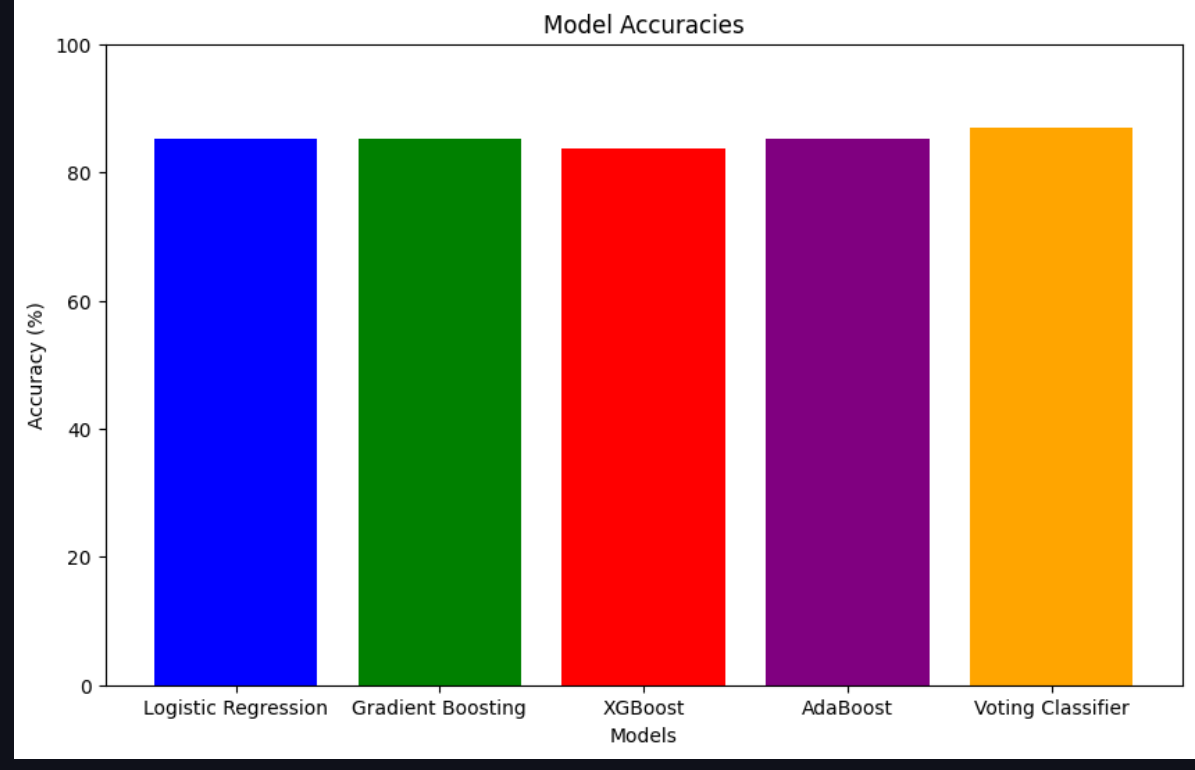 Model Accuracies
100
80
60
40
20
0
Accuracy (%)
Logistic Regression Gradient Boosting XGBoost AdaBoost Voting Classifier
Models